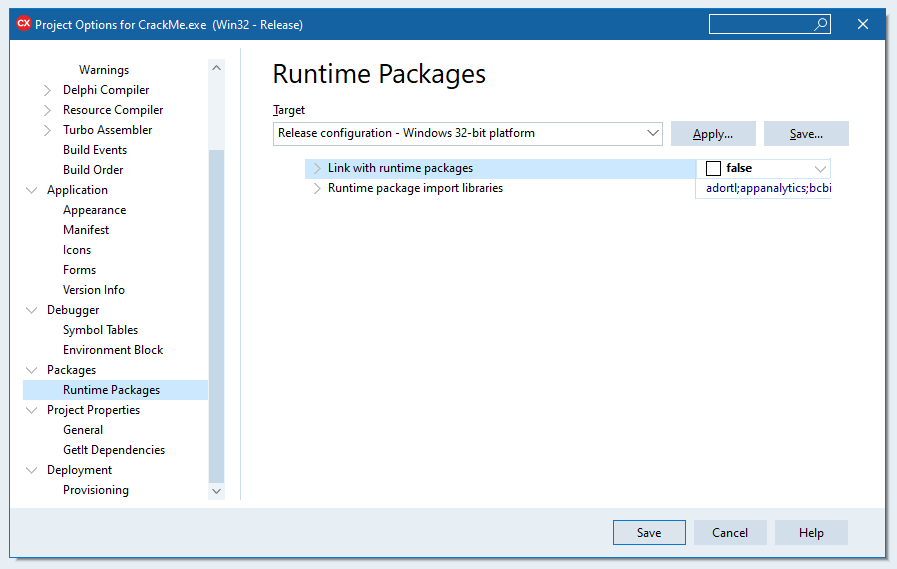 CX Project Options for CrackMe.exe (Win32 - Release)
Warnings
Delphi Compiler
Resource Compiler
Turbo Assembler
Build Events
Build Order
Application
Appearance
Manifest
Icons
Forms
Version Info
Debugger
Symbol Tables
Environment Block
Packages
Runtime Packages
Project Properties
General
GetIt Dependencies
Deployment
Provisioning
Runtime Packages
Target
Release configuration - Windows 32-bit platform
Apply...
Save...
Link with runtime packages
false
Runtime package import libraries
adortl;appanalytics;bcbi
Save
Cancel
Help